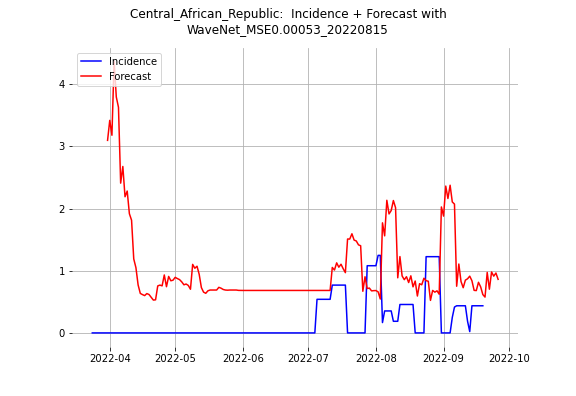 Central_African_Republic:  Incidence + Forecast with
WaveNet_MSE0.00053_20220815
Incidence
Forecast
4
3
2
1
0
2022-04 2022-05 2022-06 2022-07 2022-08 2022-09 2022-10